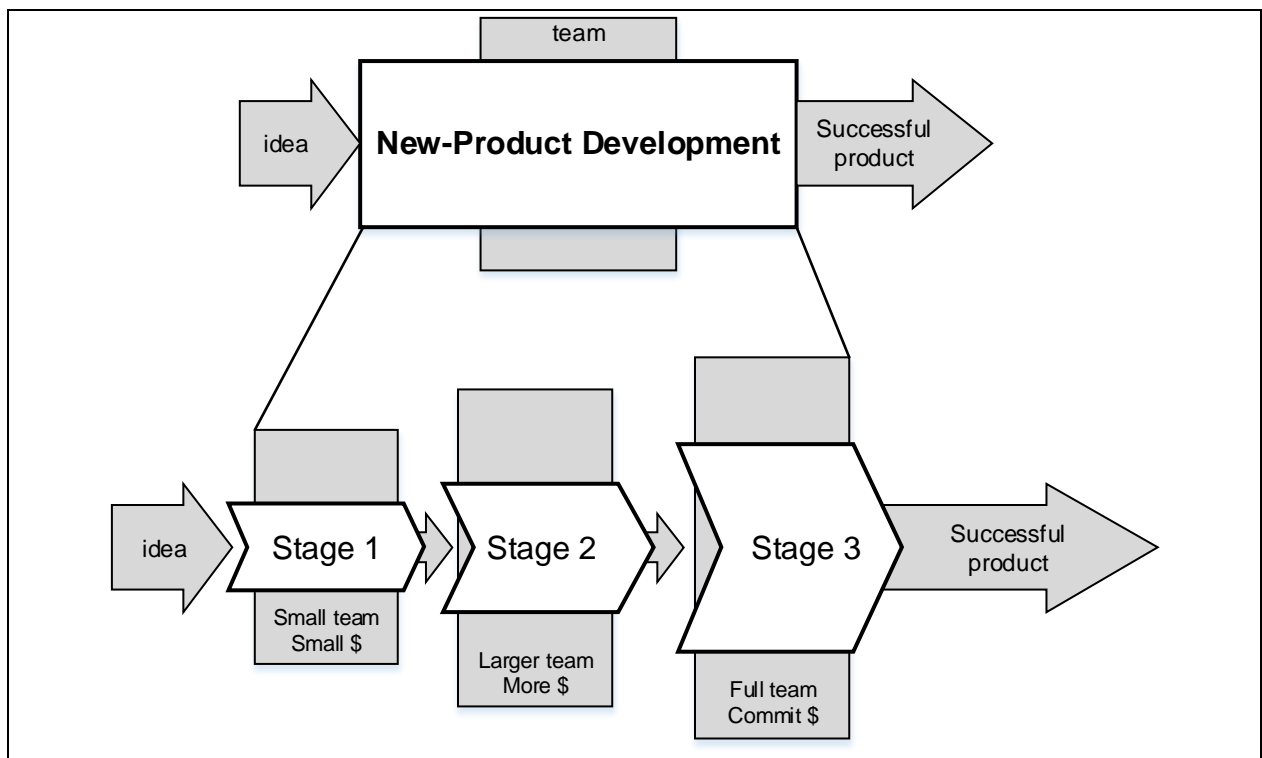 team
idea
New-Product Development
Successful
product
idea
Stage 1
Stage 2
Stage 3
Successful
product
Small team
Small $
Larger team
More $
Full team
Commit $